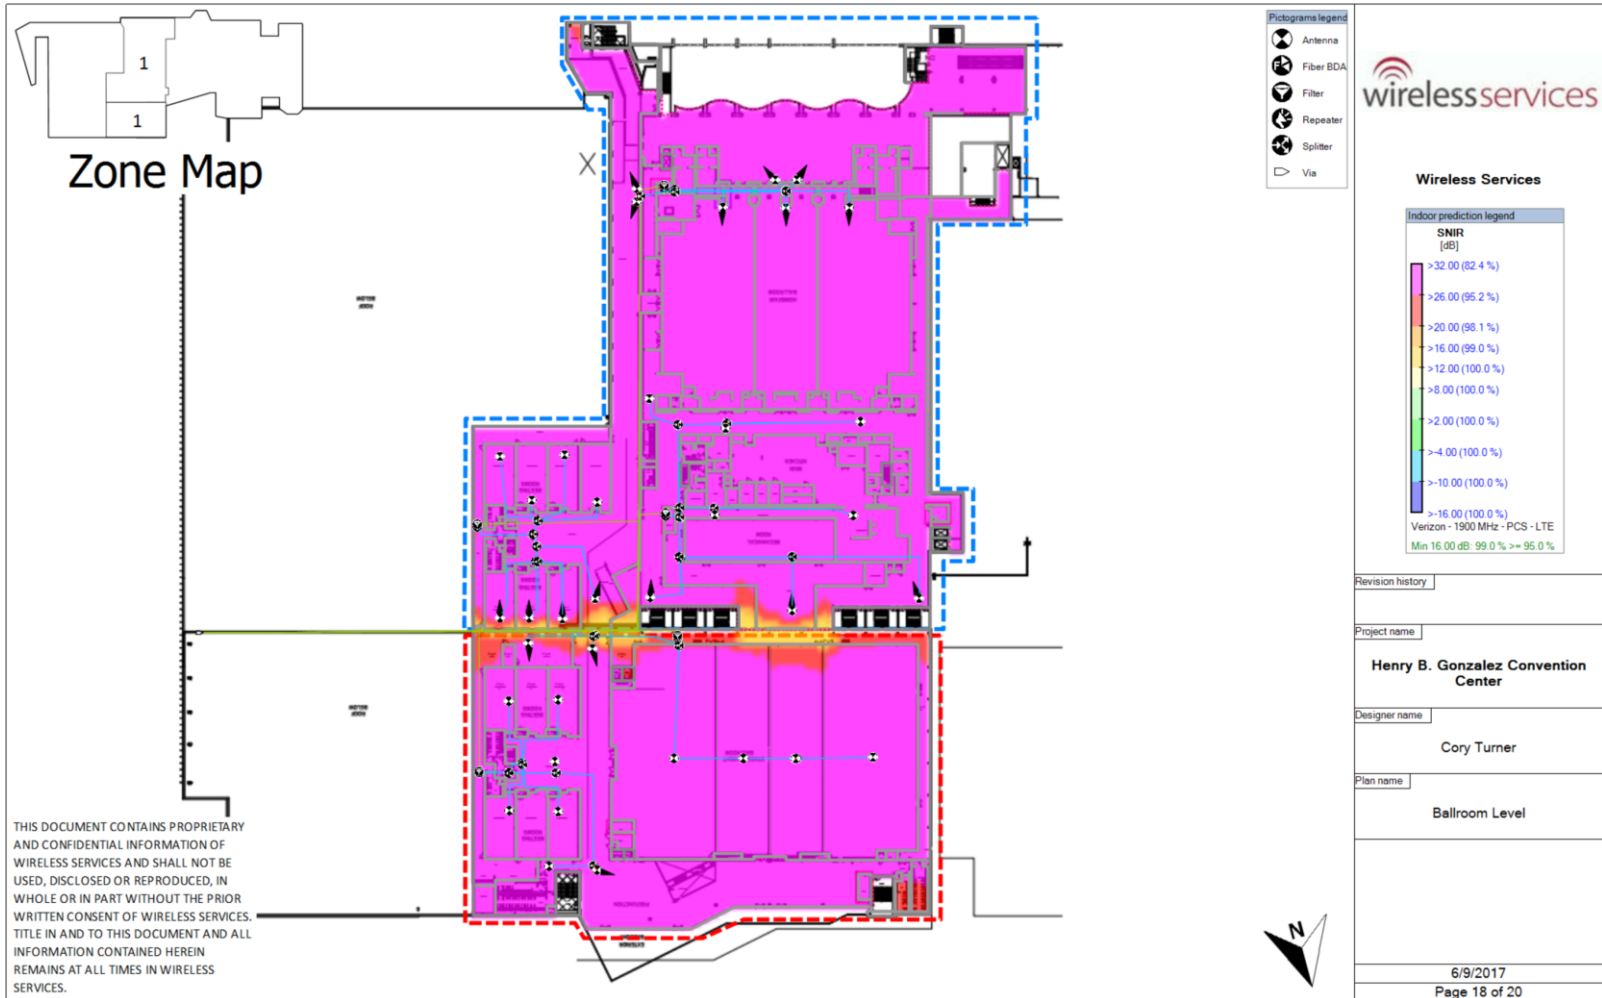 1
1
Zone Map
X
THIS DOCUMENT CONTAINS PROPRIETARY
AND CONFIDENTIAL INFORMATION OF
WIRELESS SERVICES AND SHALL NOT BE
USED, DISCLOSED OR REPRODUCED, IN
WHOLE OR IN PART WITHOUT THE PRIOR
WRITTEN CONSENT OF WIRELESS SERVICES.
TITLE IN AND TO THIS DOCUMENT AND ALL
INFORMATION CONTAINED HEREIN
REMAINS AT ALL TIMES IN WIRELESS
SERVICES.
N
Pictograms legend
Antenna
Fiber BDA
Filter
Repeater
Splitter
Via
wirelessservices
Wireless Services
Indoor prediction legend
SNIR
[dB]
>32.00 (82.4 %)
>26.00 (95.2 %)
>20.00 (98.1 %)
>16.00 (99.0 %)
>12.00 (100.0 %)
>8.00 (100.0 %)
>2.00 (100.0 %)
>-4.00 (100.0 %)
>-10.00 (100.0 %)
>-16.00 (100.0 %)
Verizon - 1900 MHz - PCS - LTE
Min 16.00 dB: 99.0 % >= 95.0 %
Revision history
Project name
Henry B. Gonzalez Convention
Center
Designer name
Cory Turner
Plan name
Ballroom Level
6/9/2017
Page 18 of 20